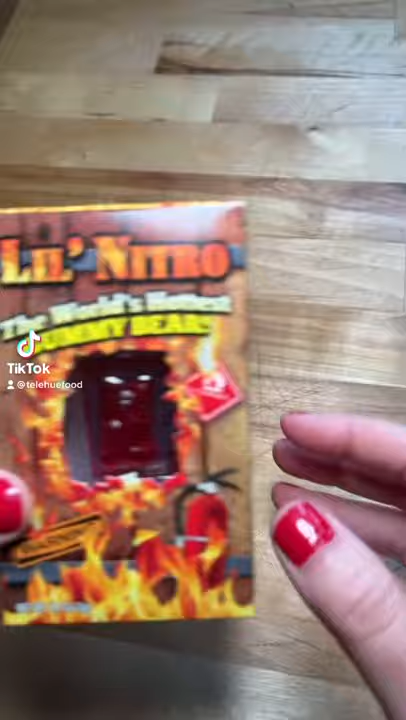 LIL' NITRO
The World's Hottest
GUMMY BEAR!
TikTok
@telehuefood